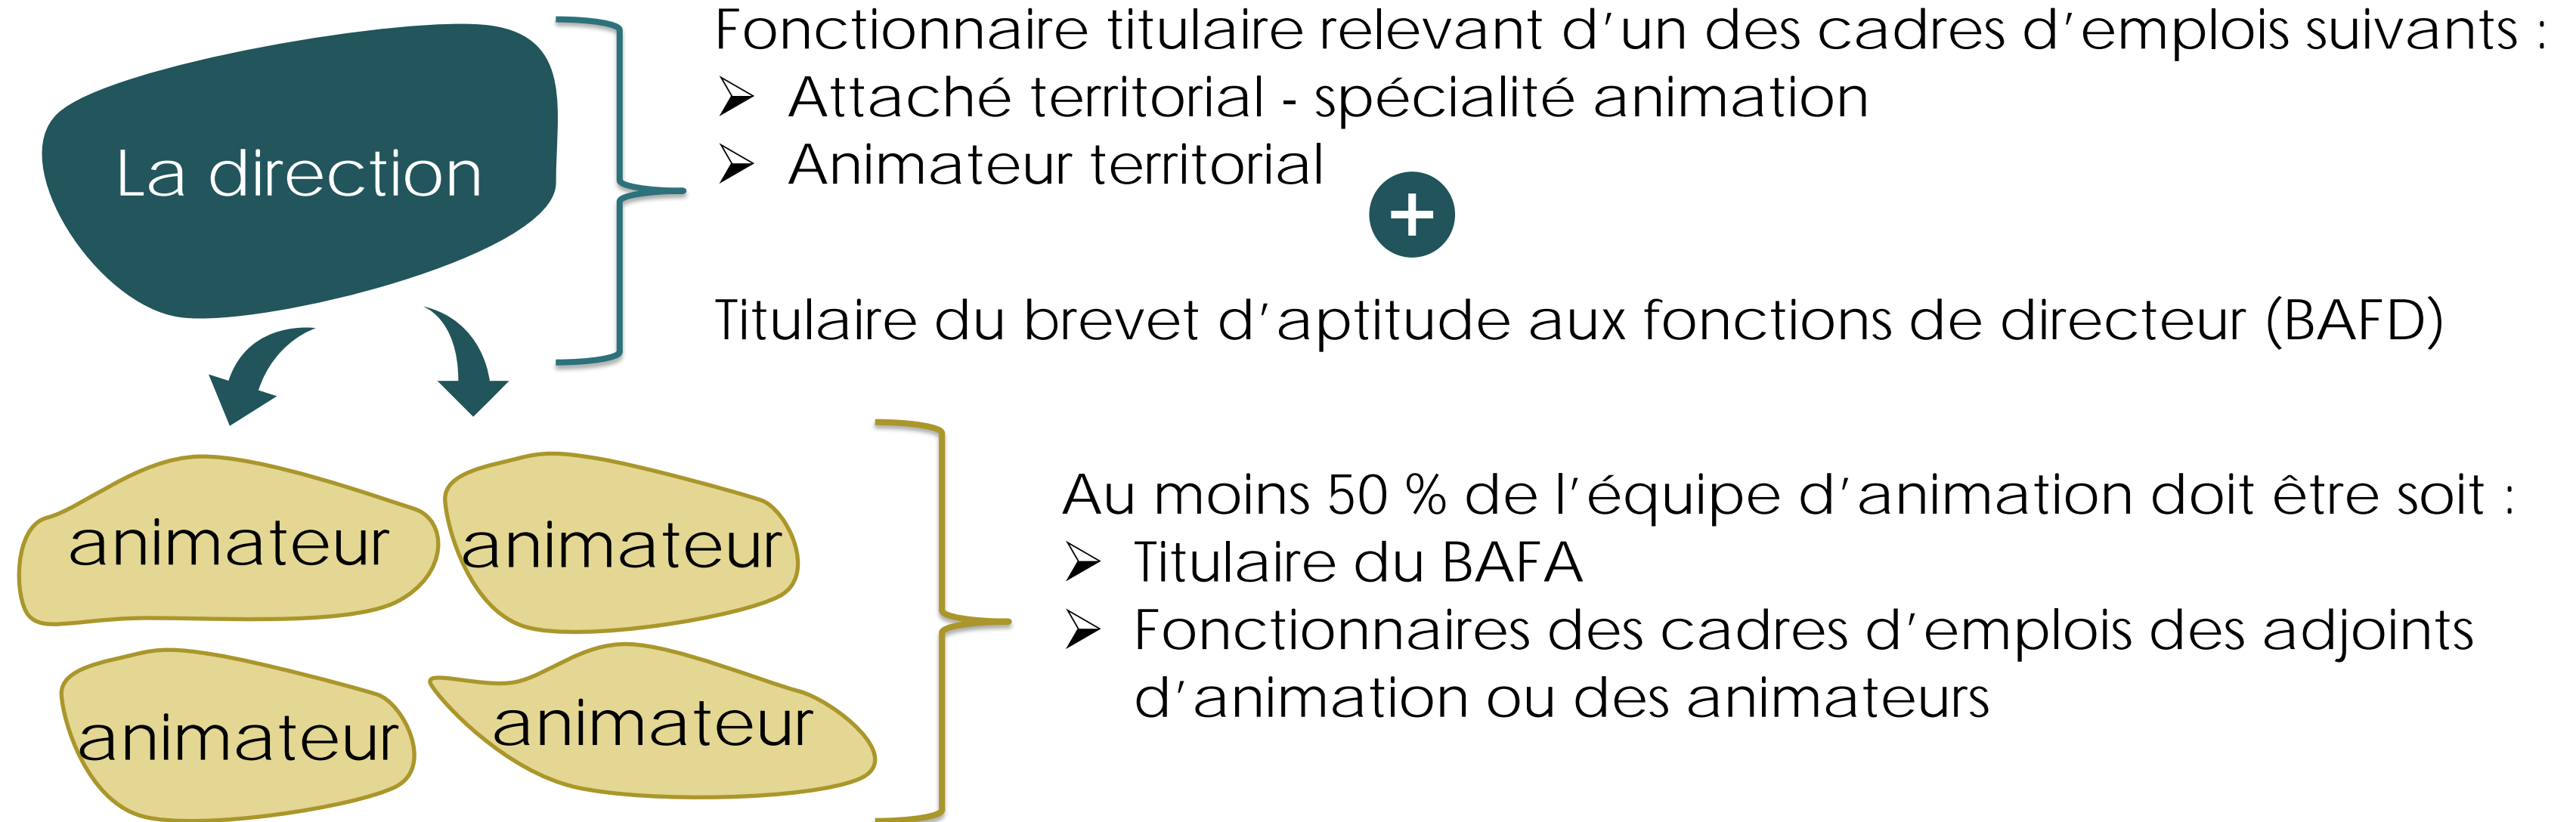 La direction
Fonctionnaire titulaire relevant d’un des cadres d’emplois suivants :
➢ Attaché territorial - spécialité animation
➢ Animateur territorial
+
Titulaire du brevet d’aptitude aux fonctions de directeur (BAFD)
animateur
animateur
animateur
animateur
Au moins 50 % de l’équipe d’animation doit être soit :
➢ Titulaire du BAFA
➢ Fonctionnaires des cadres d’emplois des adjoints
d’animation ou des animateurs